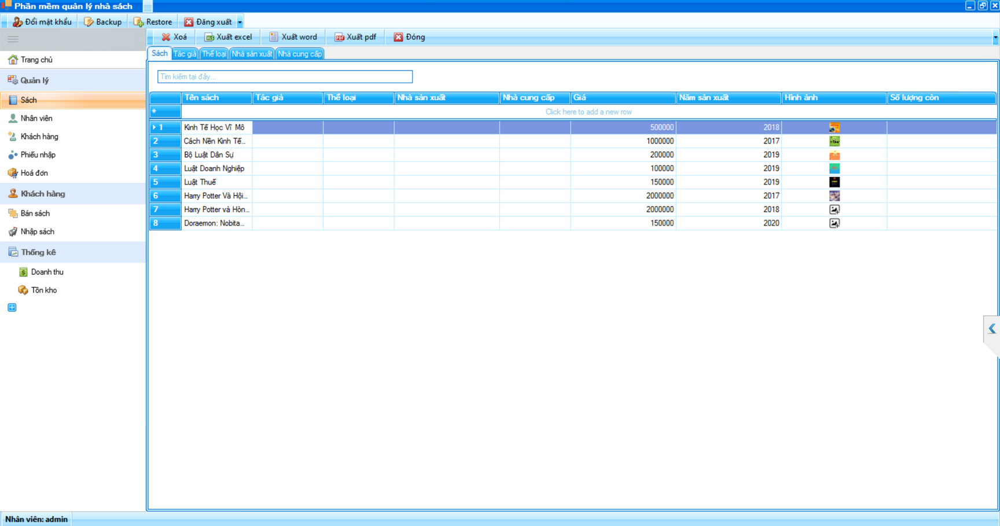 Phần mềm quản lý nhà sách
Đổi mật khẩu Backup Restore Đăng xuất
Xoá Xuất excel Xuất word Xuất pdf Đóng
Trang chủ
Quản lý
Sách
Nhân viên
Khách hàng
Phiếu nhập
Hoá đơn
Khách hàng
Bán sách
Nhập sách
Thống kê
Doanh thu
Tồn kho
Sách Tác giả Thể loại Nhà sản xuất Nhà cung cấp
Tìm kiếm tại đây...
Tên sách Tác giả Thể loại Nhà sản xuất Nhà cung cấp Giá Năm sản xuất Hình ảnh Số lượng còn
* Click here to add a new row
1 Kinh Tế Học Vĩ Mô 500000 2018
2 Cách Nền Kinh Tế... 1000000 2017
3 Bộ Luật Dân Sự 200000 2019
4 Luật Doanh Nghiệp 100000 2019
5 Luật Thuế 150000 2019
6 Harry Potter Và Hội... 2000000 2017
7 Harry Potter và Hòn... 2000000 2018
8 Doraemon: Nobita... 150000 2020
Nhân viên: admin